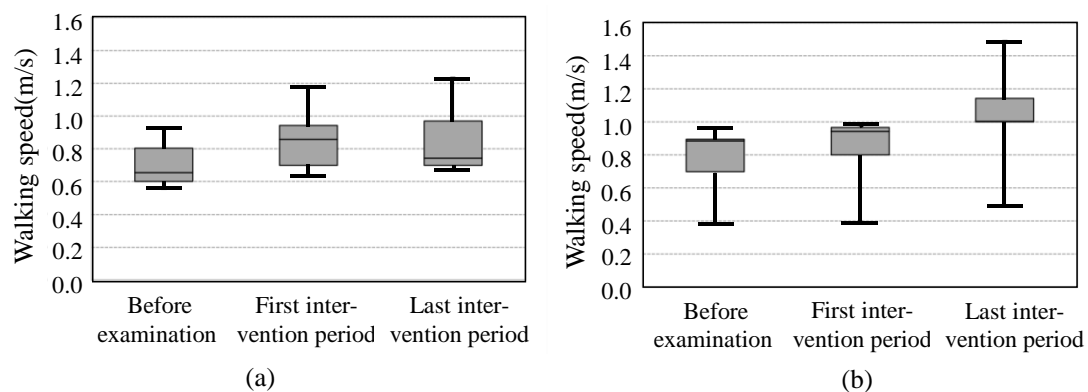 Walking speed(m/s)
1.6
1.4
1.2
1.0
0.8
0.6
0.4
0.2
0.0
Before
examination
First inter-
vention period
Last inter-
vention period
(a)
Walking speed(m/s)
1.6
1.4
1.2
1.0
0.8
0.6
0.4
0.2
0.0
Before
examination
First inter-
vention period
Last inter-
vention period
(b)